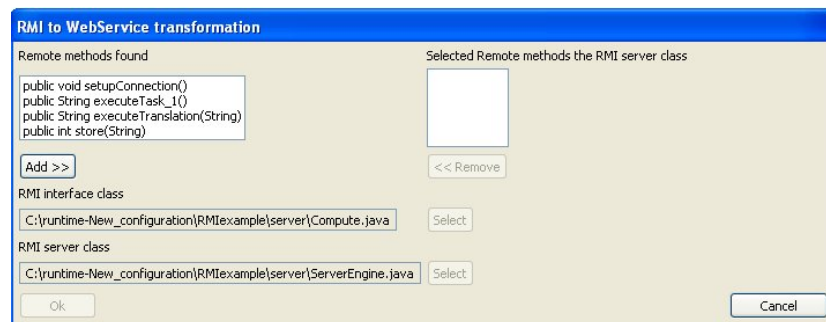 RMI to WebService transformation
Remote methods found
Selected Remote methods the RMI server class
public void setupConnection()
public String executeTask_1()
public String executeTranslation(String)
public int store(String)
Add >>
<< Remove
RMI interface class
C:\runtime-New_configuration\RMIexample\server\Compute.java
Select
RMI server class
C:\runtime-New_configuration\RMIexample\server\ServerEngine.java
Select
Ok
Cancel